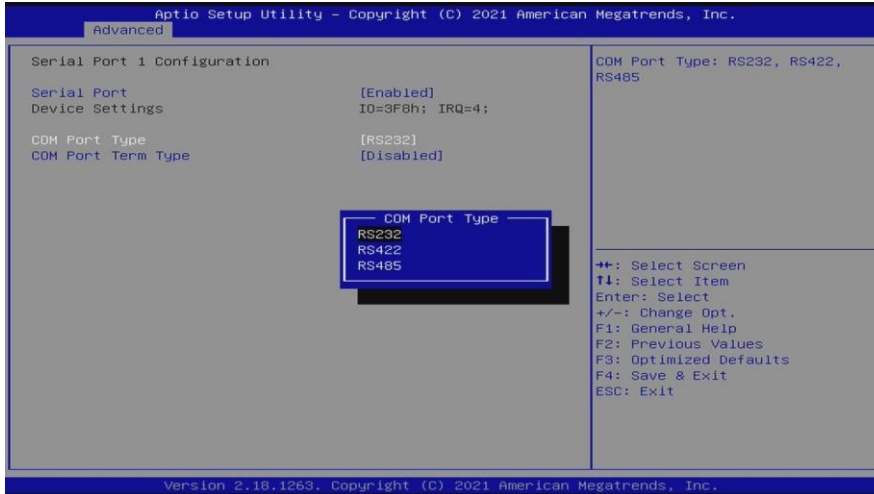 Aptio Setup Utility – Copyright (C) 2021 American Megatrends, Inc.
Advanced
Serial Port 1 Configuration
Serial Port [Enabled]
Device Settings IO=3F8h; IRQ=4;
COM Port Type [RS232]
COM Port Term Type [Disabled]
COM Port Type
RS232
RS422
RS485
COM Port Type: RS232, RS422,
RS485
→←: Select Screen
↑↓: Select Item
Enter: Select
+/-: Change Opt.
F1: General Help
F2: Previous Values
F3: Optimized Defaults
F4: Save & Exit
ESC: Exit
Version 2.18.1263. Copyright (C) 2021 American Megatrends, Inc.